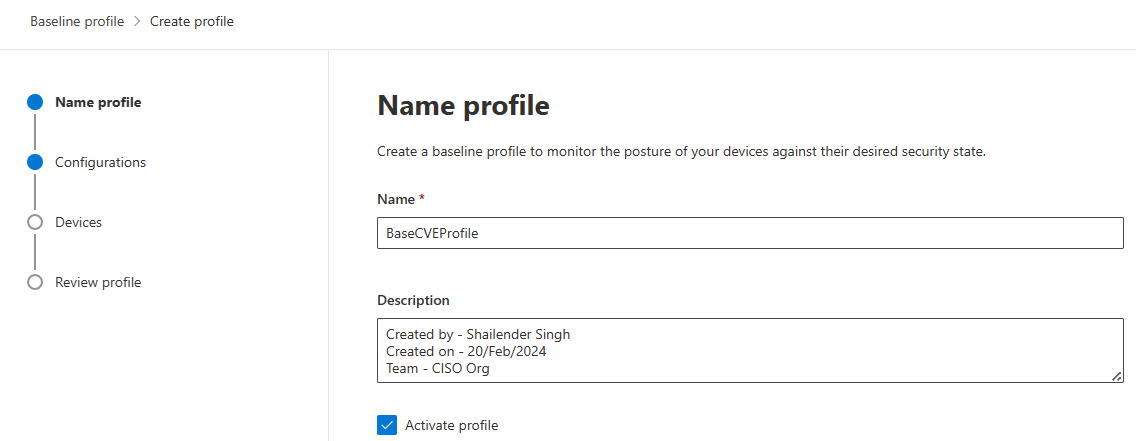 Baseline profile > Create profile
Name profile
Configurations
Devices
Review profile
Name profile
Create a baseline profile to monitor the posture of your devices against their desired security state.
Name *
BaseCVEProfile
Description
Created by - Shailender Singh
Created on - 20/Feb/2024
Team - CISO Org
Activate profile